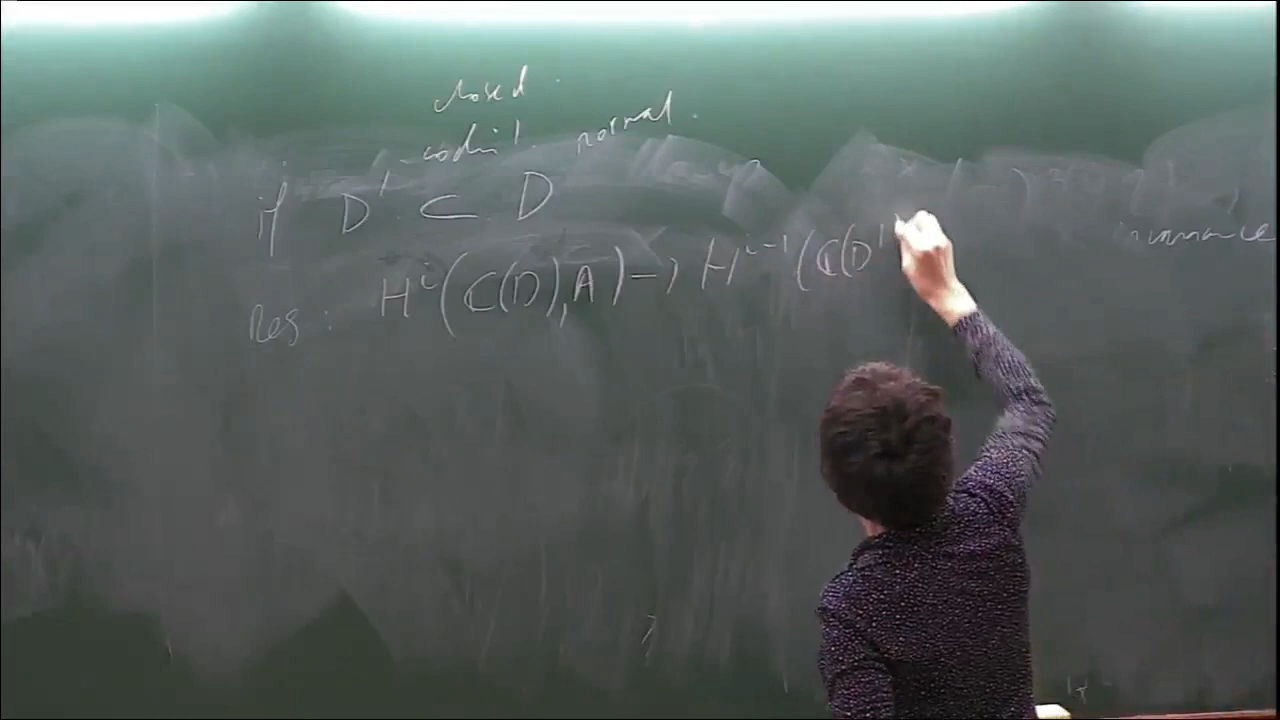 closed.
codim 1. normal.
if D' ⊂ D
invariance
Res: H^i(ℂ(D), A) → H^{i-1}(ℂ(D'